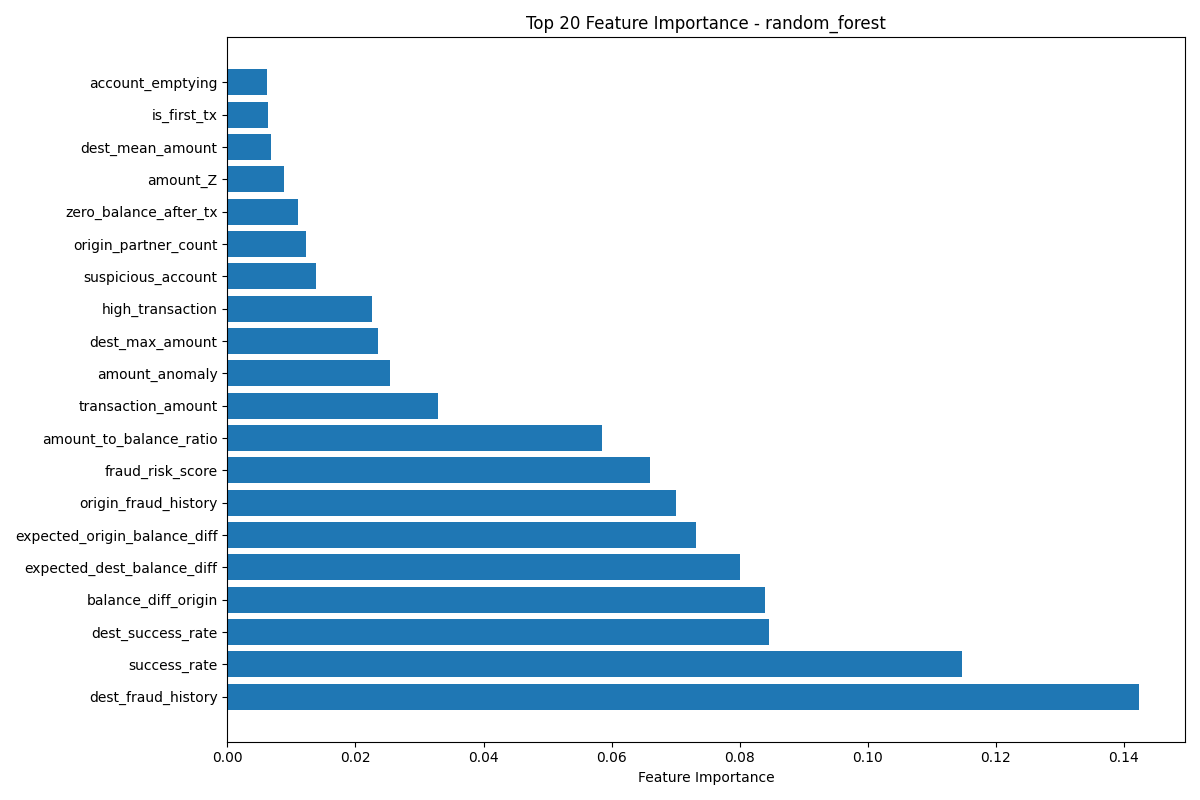 Top 20 Feature Importance - random_forest
account_emptying
is_first_tx
dest_mean_amount
amount_Z
zero_balance_after_tx
origin_partner_count
suspicious_account
high_transaction
dest_max_amount
amount_anomaly
transaction_amount
amount_to_balance_ratio
fraud_risk_score
origin_fraud_history
expected_origin_balance_diff
expected_dest_balance_diff
balance_diff_origin
dest_success_rate
success_rate
dest_fraud_history
0.00 0.02 0.04 0.06 0.08 0.10 0.12 0.14
Feature Importance